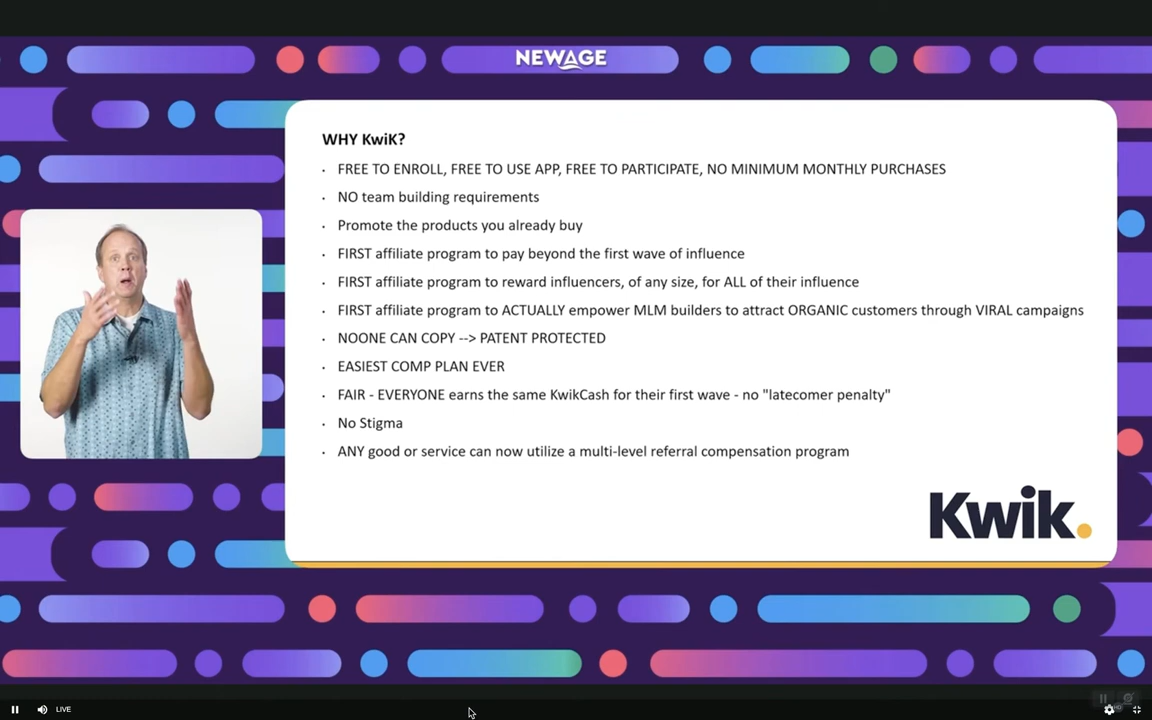 NEWAGE
WHY KwiK?
· FREE TO ENROLL, FREE TO USE APP, FREE TO PARTICIPATE, NO MINIMUM MONTHLY PURCHASES
· NO team building requirements
· Promote the products you already buy
· FIRST affiliate program to pay beyond the first wave of influence
· FIRST affiliate program to reward influencers, of any size, for ALL of their influence
· FIRST affiliate program to ACTUALLY empower MLM builders to attract ORGANIC customers through VIRAL campaigns
· NOONE CAN COPY --> PATENT PROTECTED
· EASIEST COMP PLAN EVER
· FAIR - EVERYONE earns the same KwikCash for their first wave - no "latecomer penalty"
· No Stigma
· ANY good or service can now utilize a multi-level referral compensation program
Kwik.
LIVE